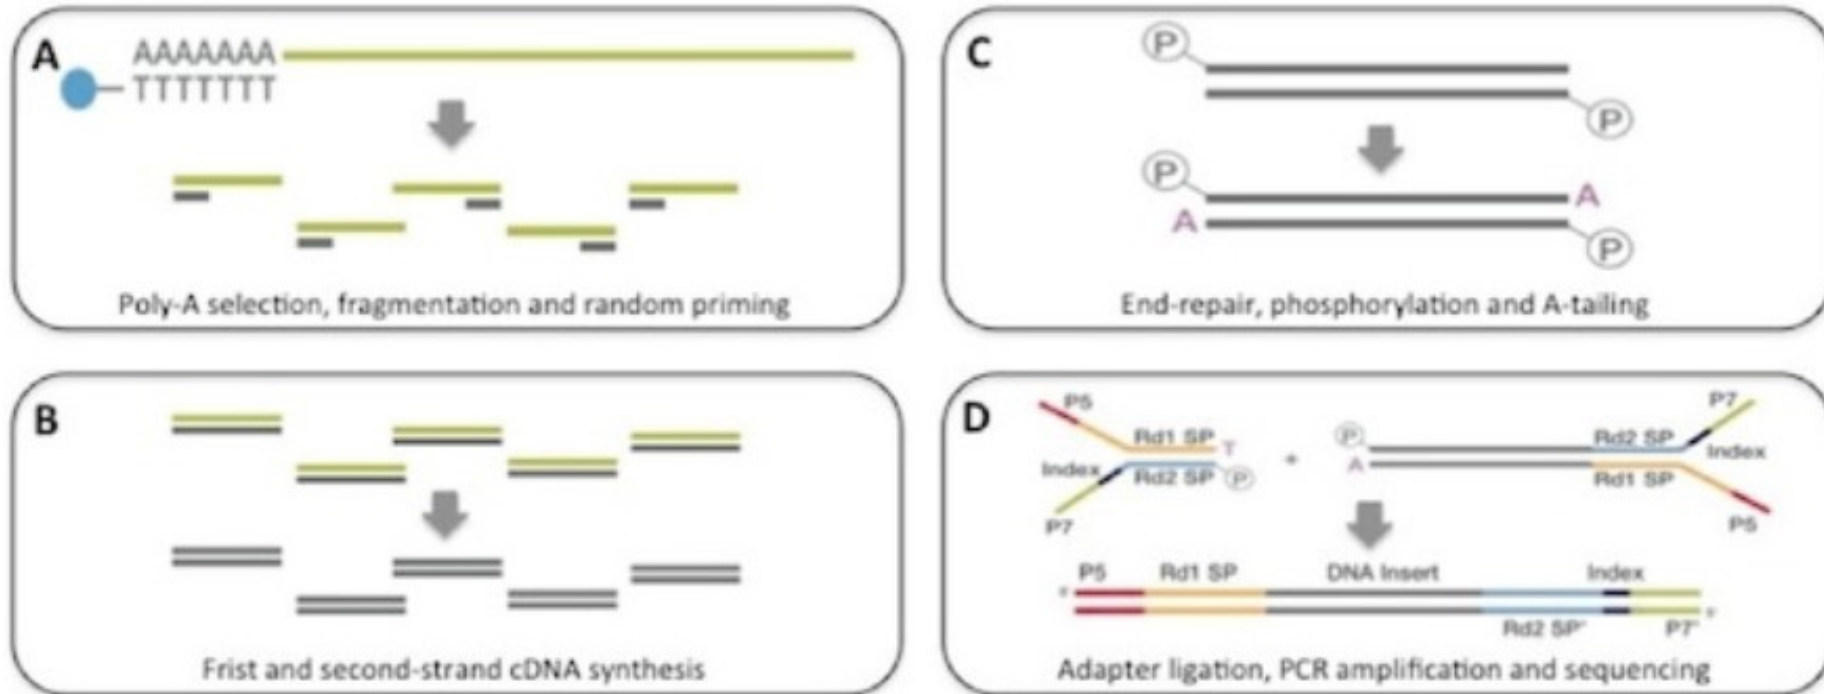 A
AAAAAAA
TTTTTTT
Poly-A selection, fragmentation and random priming
B
Frist and second-strand cDNA synthesis
C
P
P
P
A
A
P
End-repair, phosphorylation and A-tailing
D
P5
Rd1 SP
T
Index
Rd2 SP
P
P7
+
P
A
Rd2 SP
P7
Index
Rd1 SP
P5
P5
Rd1 SP
DNA Insert
Index
Rd2 SP'
P7'
Adapter ligation, PCR amplification and sequencing